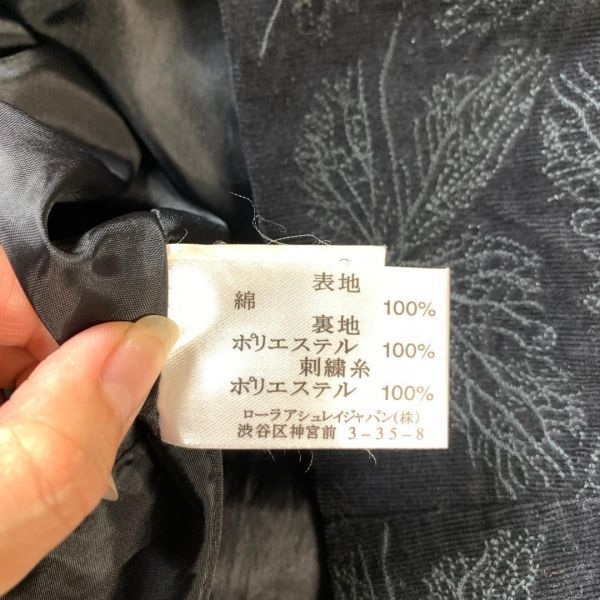 表地
綿 100%
裏地
ポリエステル 100%
刺繍糸
ポリエステル 100%
ローラアシュレイジャパン(株)
渋谷区神宮前 3-35-8